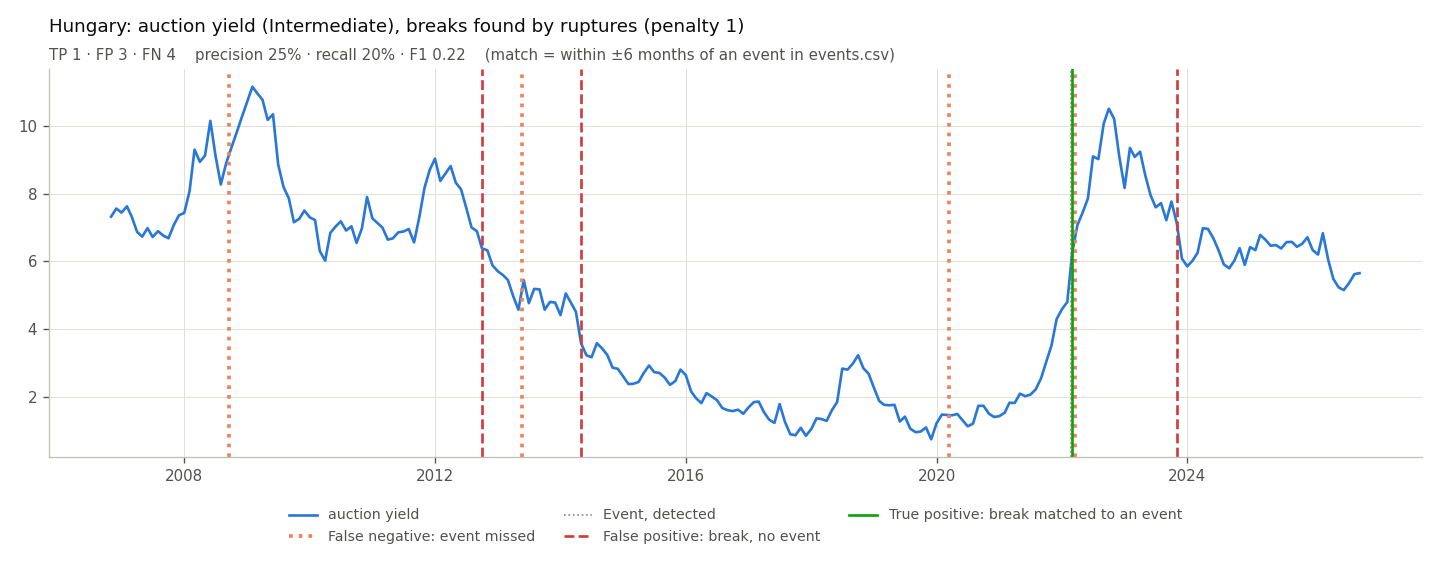 Hungary: auction yield (Intermediate), breaks found by ruptures (penalty 1)
TP 1 · FP 3 · FN 4    precision 25% · recall 20% · F1 0.22    (match = within ±6 months of an event in events.csv)
10
8
6
4
2
2008
2012
2016
2020
2024
auction yield
Event, detected
True positive: break matched to an event
False negative: event missed
False positive: break, no event